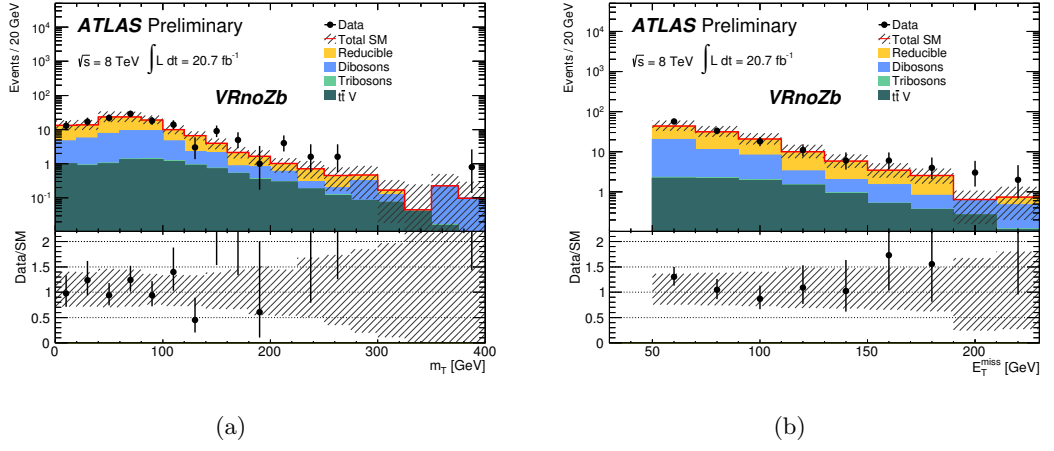 ATLAS Preliminary
√s = 8 TeV ∫ L dt = 20.7 fb⁻¹
VRnoZb
Data
Total SM
Reducible
Dibosons
Tribosons
tt̄ V
Events / 20 GeV
10⁴
10³
10²
10
1
10⁻¹
Data/SM
2
1.5
1
0.5
0
0 100 200 300 400
m_T [GeV]
(a)
ATLAS Preliminary
√s = 8 TeV ∫ L dt = 20.7 fb⁻¹
VRnoZb
Data
Total SM
Reducible
Dibosons
Tribosons
tt̄ V
Events / 20 GeV
10⁴
10³
10²
10
1
Data/SM
2
1.5
1
0.5
0
50 100 150 200
E_T^miss [GeV]
(b)